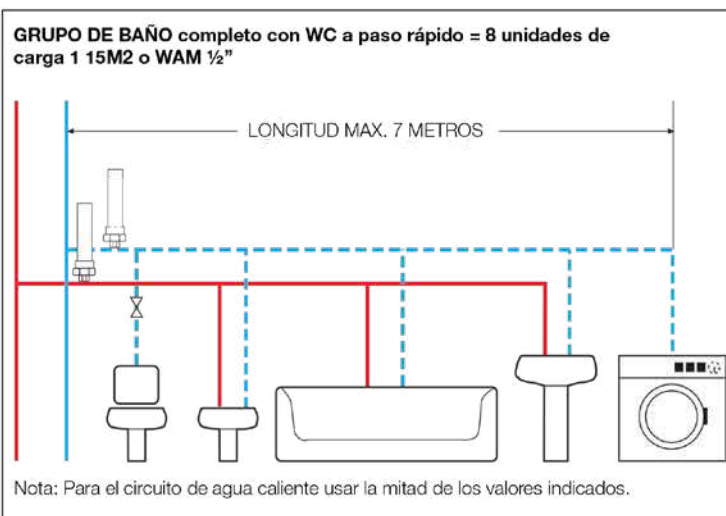 GRUPO DE BAÑO completo con WC a paso rápido = 8 unidades de
carga 1 15M2 o WAM ½”
LONGITUD MAX. 7 METROS
Nota: Para el circuito de agua caliente usar la mitad de los valores indicados.